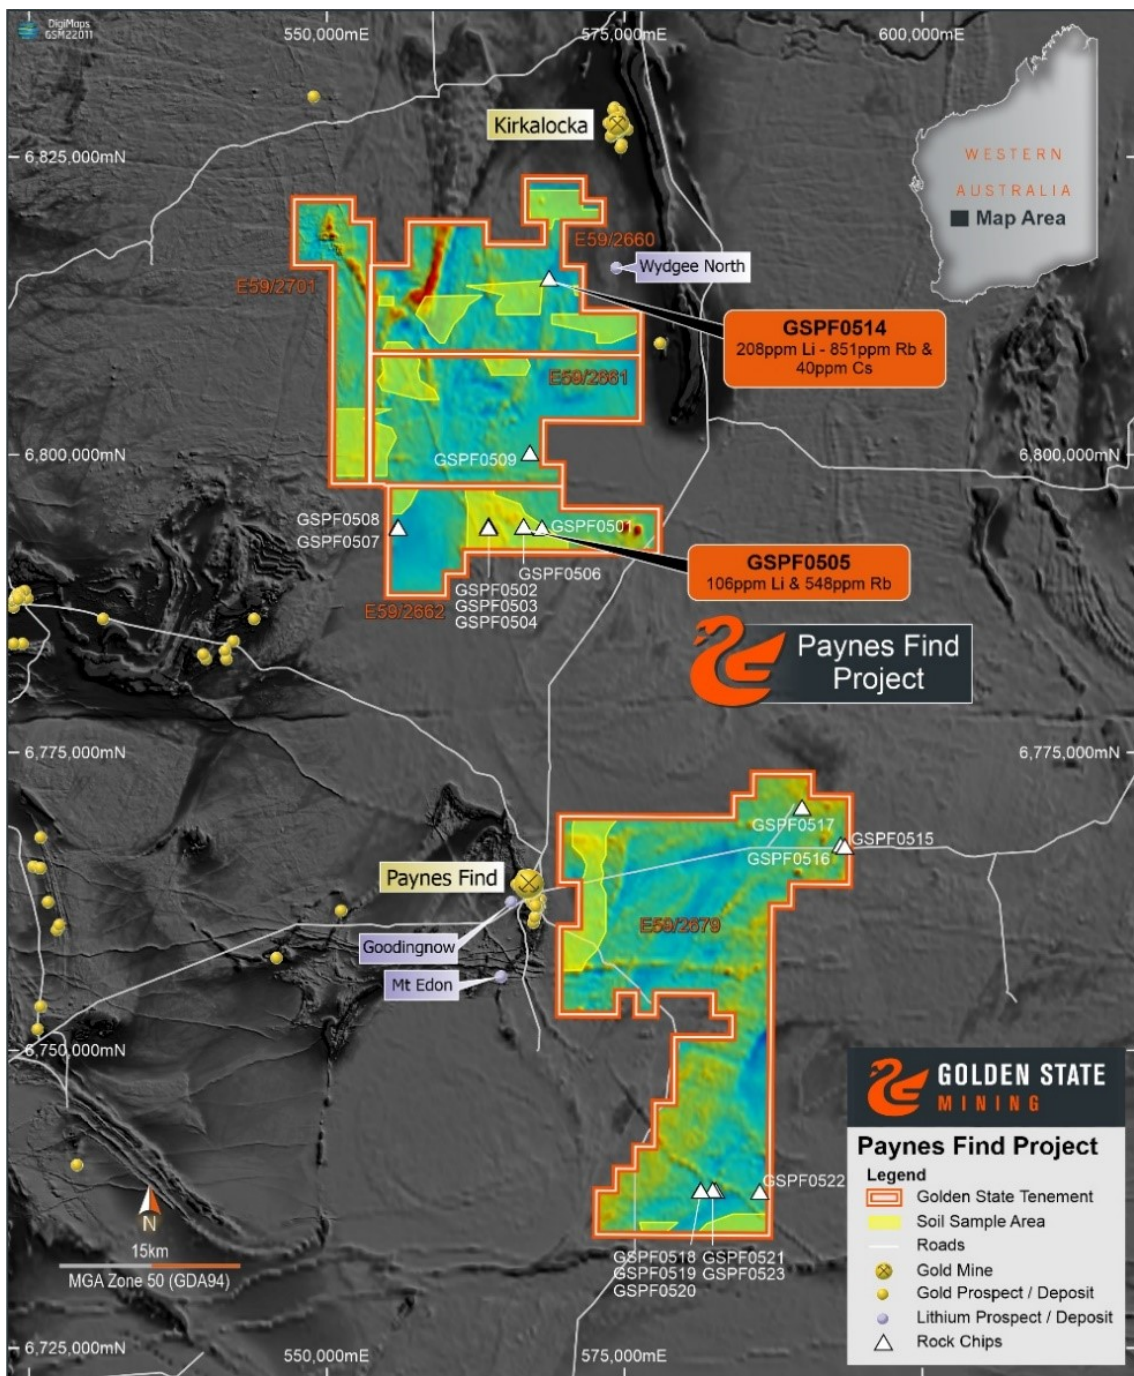 DigiMaps
GSM22011
550,000mE
575,000mE
600,000mE
Kirkalocka
6,825,000mN
WESTERN
AUSTRALIA
Map Area
E59/2660
Wydgee North
E59/2701
GSPF0514
208ppm Li - 851ppm Rb &
40ppm Cs
E59/2661
GSPF0509
6,800,000mN
6,800,000mN
GSPF0508
GSPF0507
GSPF0501
GSPF0506
GSPF0505
106ppm Li & 548ppm Rb
E59/2662
GSPF0502
GSPF0503
GSPF0504
Paynes Find
Project
6,775,000mN
6,775,000mN
GSPF0517
GSPF0515
GSPF0516
Paynes Find
E59/2679
Goodingnow
Mt Edon
6,750,000mN
GOLDEN STATE
MINING
Paynes Find Project
Legend
Golden State Tenement
Soil Sample Area
Roads
Gold Mine
Gold Prospect / Deposit
Lithium Prospect / Deposit
Rock Chips
GSPF0522
N
15km
MGA Zone 50 (GDA94)
GSPF0518
GSPF0519
GSPF0520
GSPF0521
GSPF0523
6,725,000mN
550,000mE
575,000mE